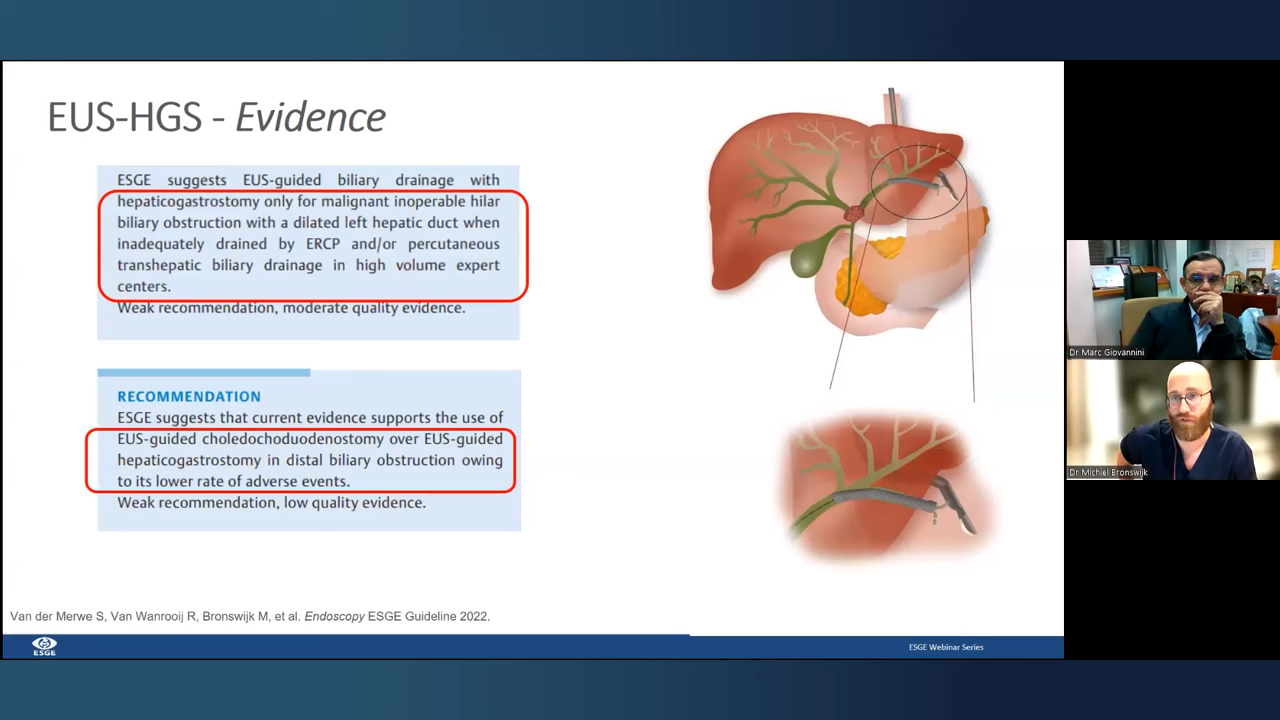 EUS-HGS - Evidence
ESGE suggests EUS-guided biliary drainage with
hepaticogastrostomy only for malignant inoperable hilar
biliary obstruction with a dilated left hepatic duct when
inadequately drained by ERCP and/or percutaneous
transhepatic biliary drainage in high volume expert
centers.
Weak recommendation, moderate quality evidence.
RECOMMENDATION
ESGE suggests that current evidence supports the use of
EUS-guided choledochoduodenostomy over EUS-guided
hepaticogastrostomy in distal biliary obstruction owing
to its lower rate of adverse events.
Weak recommendation, low quality evidence.
Van der Merwe S, Van Wanrooij R, Bronswijk M, et al. Endoscopy ESGE Guideline 2022.
ESGE
ESGE Webinar Series
Dr Marc Giovannini
Dr Michiel Bronswijk